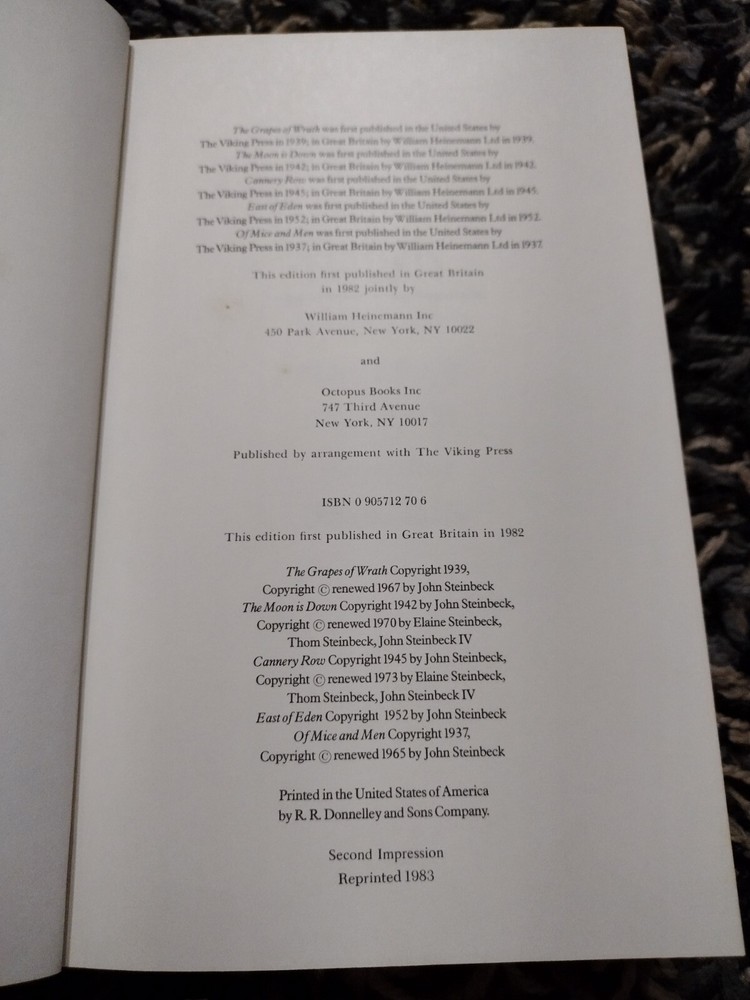 The Grapes of Wrath was first published in the United States by
The Viking Press in 1939; in Great Britain by William Heinemann Ltd in 1939.
The Moon is Down was first published in the United States by
The Viking Press in 1942; in Great Britain by William Heinemann Ltd in 1942.
Cannery Row was first published in the United States by
The Viking Press in 1945; in Great Britain by William Heinemann Ltd in 1945.
East of Eden was first published in the United States by
The Viking Press in 1952; in Great Britain by William Heinemann Ltd in 1952.
Of Mice and Men was first published in the United States by
The Viking Press in 1937; in Great Britain by William Heinemann Ltd in 1937.
This edition first published in Great Britain
in 1982 jointly by
William Heinemann Inc
450 Park Avenue, New York, NY 10022
and
Octopus Books Inc
747 Third Avenue
New York, NY 10017
Published by arrangement with The Viking Press
ISBN 0 905712 70 6
This edition first published in Great Britain in 1982
The Grapes of Wrath Copyright 1939,
Copyright © renewed 1967 by John Steinbeck
The Moon is Down Copyright 1942 by John Steinbeck,
Copyright © renewed 1970 by Elaine Steinbeck,
Thom Steinbeck, John Steinbeck IV
Cannery Row Copyright 1945 by John Steinbeck,
Copyright © renewed 1973 by Elaine Steinbeck,
Thom Steinbeck, John Steinbeck IV
East of Eden Copyright 1952 by John Steinbeck
Of Mice and Men Copyright 1937,
Copyright © renewed 1965 by John Steinbeck
Printed in the United States of America
by R. R. Donnelley and Sons Company.
Second Impression
Reprinted 1983